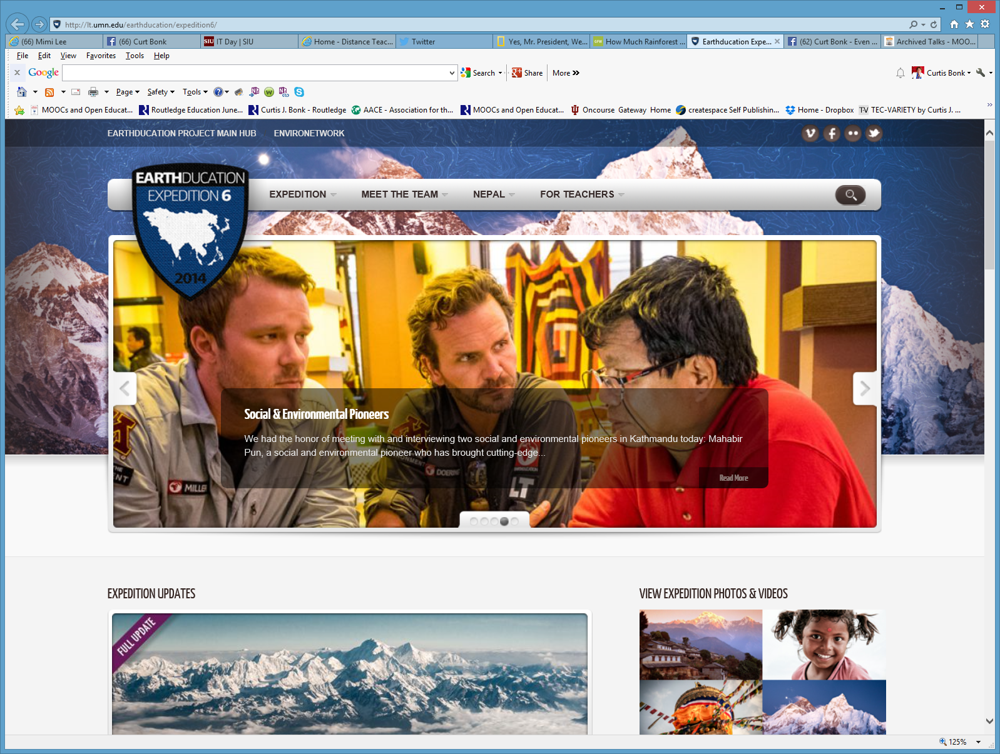 http://lt.umn.edu/earthducation/expedition6/
(66) Mimi Lee
(66) Curt Bonk
SIU IT Day | SIU
Home - Distance Teac...
Twitter
Yes, Mr. President, We...
GFW How Much Rainforest ...
Earthducation Expe...
(62) Curt Bonk - Even ...
Archived Talks - MOO...
File Edit View Favorites Tools Help
x Google Search Share More » Curtis Bonk
Page Safety Tools
MOOCs and Open Educat... Routledge Education June... Curtis J. Bonk - Routledge AACE - Association for th... MOOCs and Open Educat... Oncourse Gateway Home createspace Self Publishin... Home - Dropbox TV TEC-VARIETY by Curtis J. ... »
EARTHDUCATION PROJECT MAIN HUB ENVIRONETWORK
EARTHDUCATION
EXPEDITION 6
2014
EXPEDITION MEET THE TEAM NEPAL FOR TEACHERS
Social & Environmental Pioneers
We had the honor of meeting with and interviewing two social and environmental pioneers in Kathmandu today: Mahabir
Pun, a social and environmental pioneer who has brought cutting-edge...
Read More
THE
MILLER
DOERING
LT
EXPEDITION UPDATES
FULL UPDATE
VIEW EXPEDITION PHOTOS & VIDEOS
125%